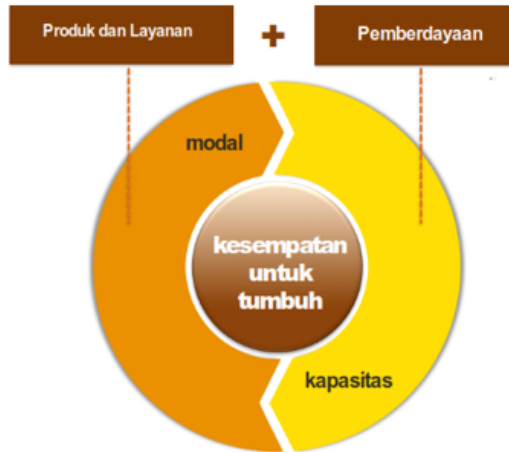 Produk dan Layanan
+
Pemberdayaan
modal
kesempatan
untuk
tumbuh
kapasitas